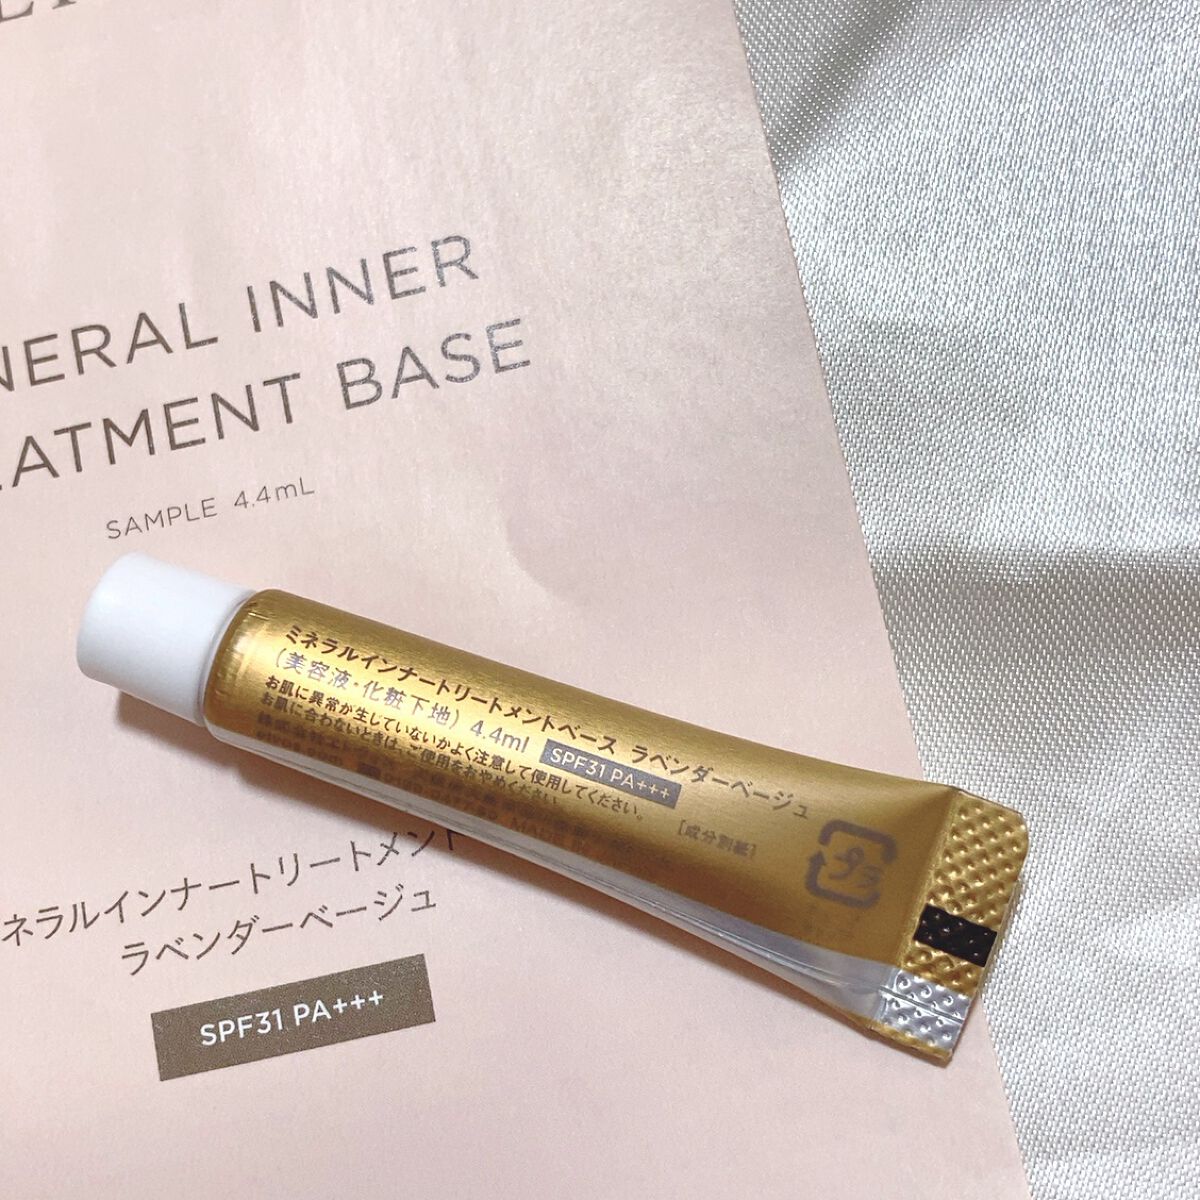 NERAL INNER
EATMENT BASE
SAMPLE 4.4mL
ミネラルインナートリートメントベース ラベンダーベージュ
(美容液・化粧下地) 4.4ml SPF31 PA+++
お肌に異常が生じていないかよく注意して使用してください。
お肌に合わないときは、ご使用をおやめください。
[成分別紙]
プラ
ネラルインナートリートメント
ラベンダーベージュ
SPF31 PA+++